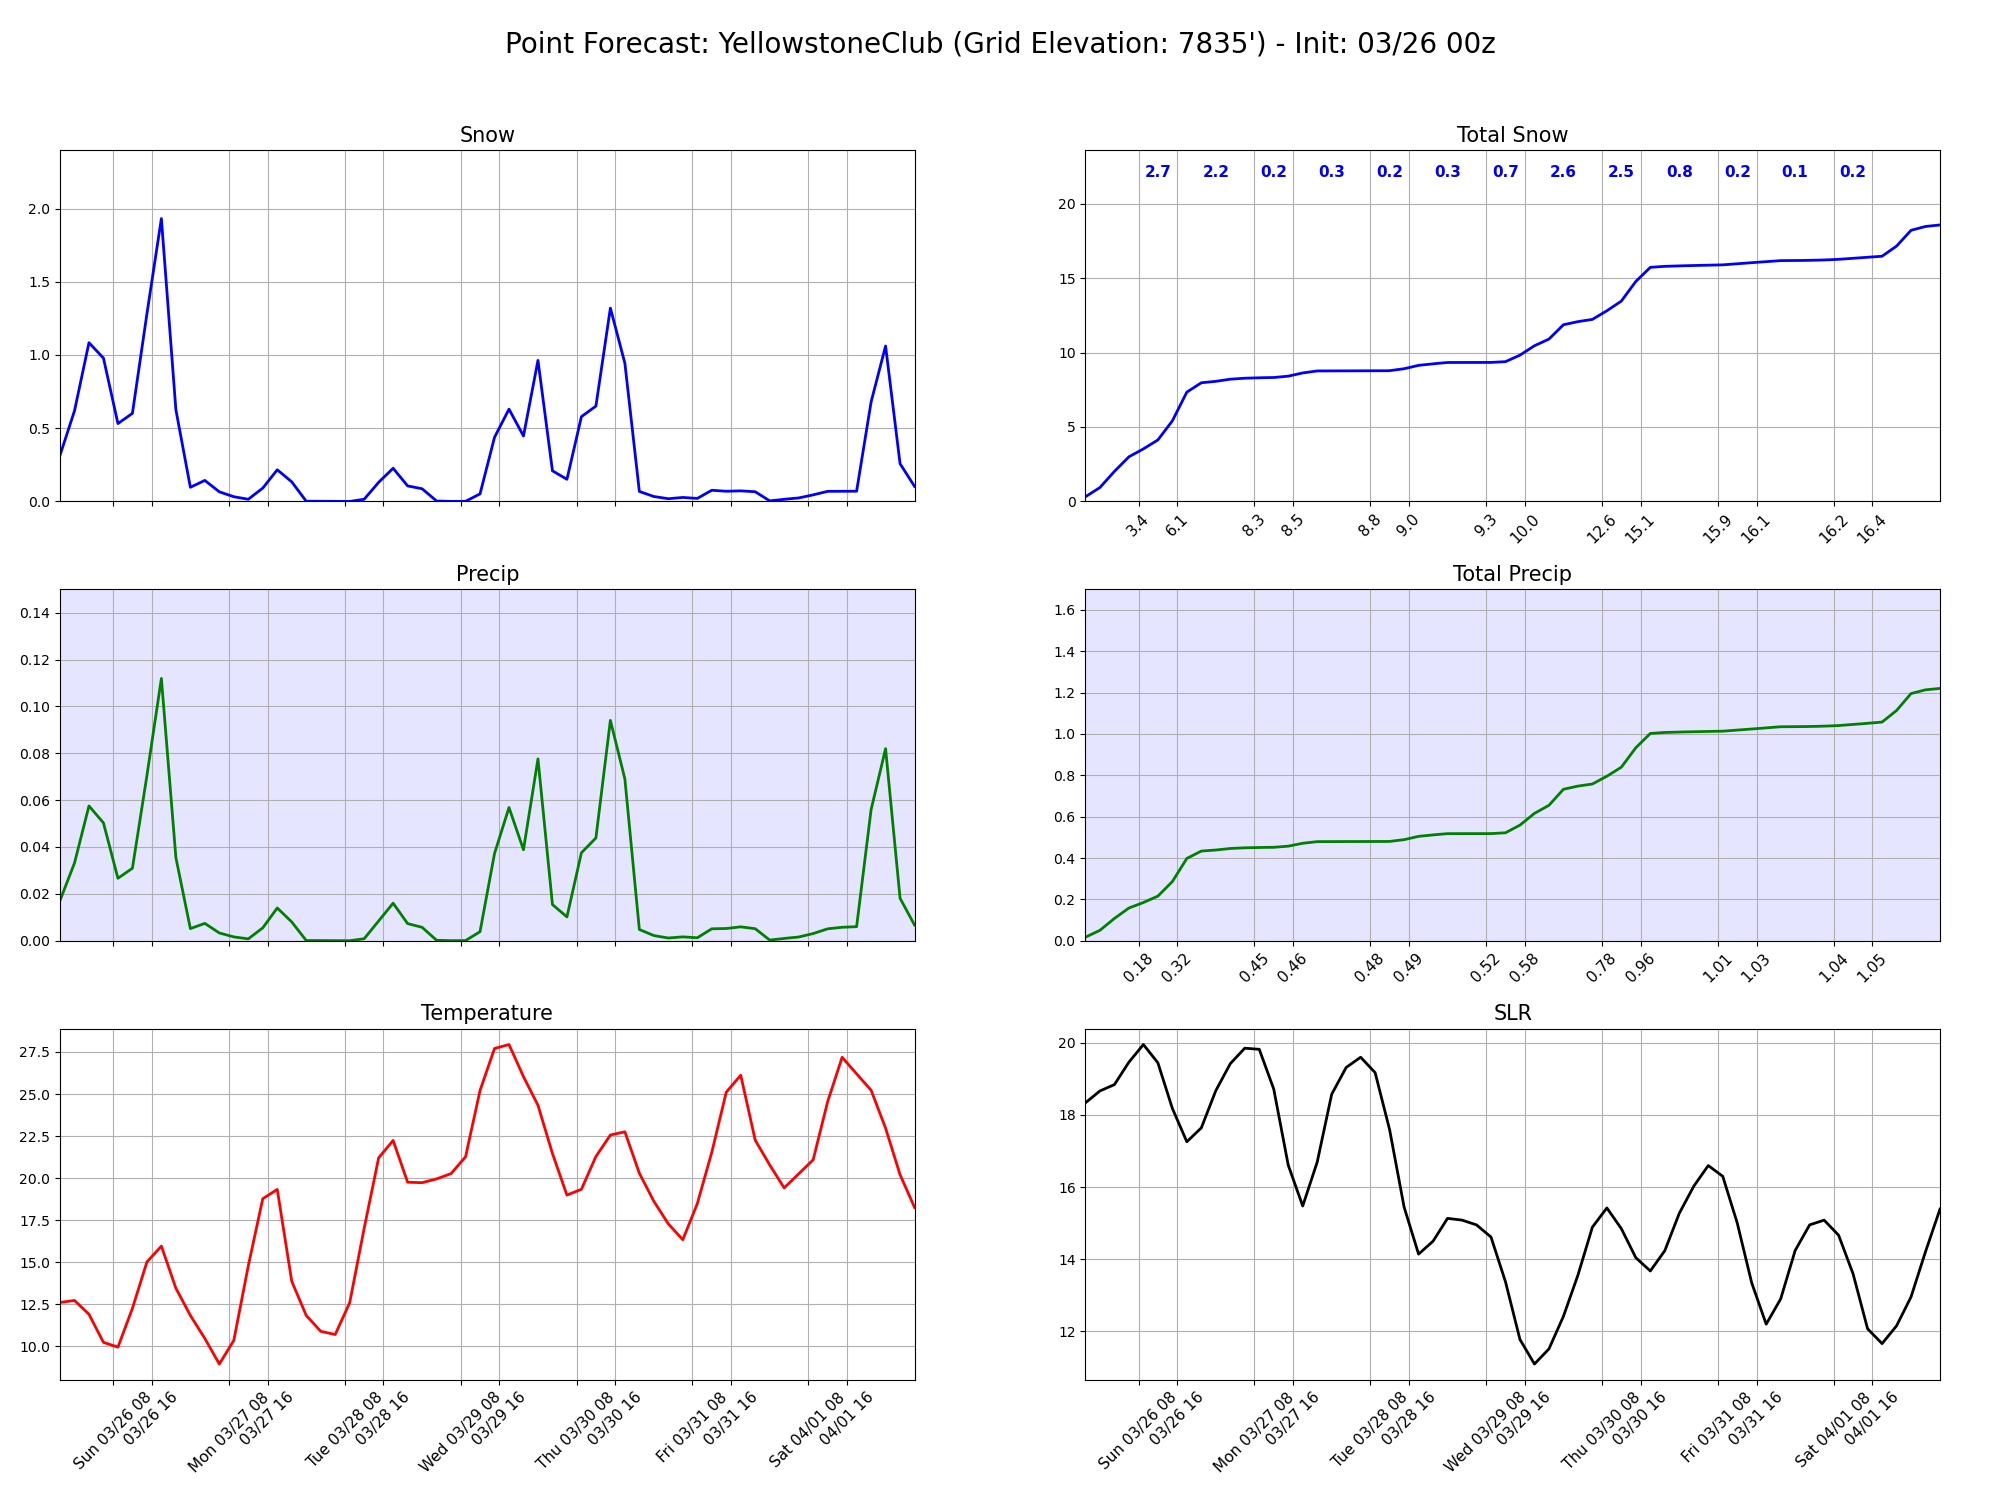 Point Forecast: YellowstoneClub (Grid Elevation: 7835') - Init: 03/26 00z
Snow
2.0
1.5
1.0
0.5
0.0
Total Snow
2.7 2.2 0.2 0.3 0.2 0.3 0.7 2.6 2.5 0.8 0.2 0.1 0.2
20
15
10
5
0
3.4 6.1 8.3 8.5 8.8 9.0 9.3 10.0 12.6 15.1 15.9 16.1 16.2 16.4
Precip
0.14
0.12
0.10
0.08
0.06
0.04
0.02
0.00
Total Precip
1.6
1.4
1.2
1.0
0.8
0.6
0.4
0.2
0.0
0.18 0.32 0.45 0.46 0.48 0.49 0.52 0.58 0.78 0.96 1.01 1.03 1.04 1.05
Temperature
27.5
25.0
22.5
20.0
17.5
15.0
12.5
10.0
Sun 03/26 08
03/26 16
Mon 03/27 08
03/27 16
Tue 03/28 08
03/28 16
Wed 03/29 08
03/29 16
Thu 03/30 08
03/30 16
Fri 03/31 08
03/31 16
Sat 04/01 08
04/01 16
SLR
20
18
16
14
12
Sun 03/26 08
03/26 16
Mon 03/27 08
03/27 16
Tue 03/28 08
03/28 16
Wed 03/29 08
03/29 16
Thu 03/30 08
03/30 16
Fri 03/31 08
03/31 16
Sat 04/01 08
04/01 16